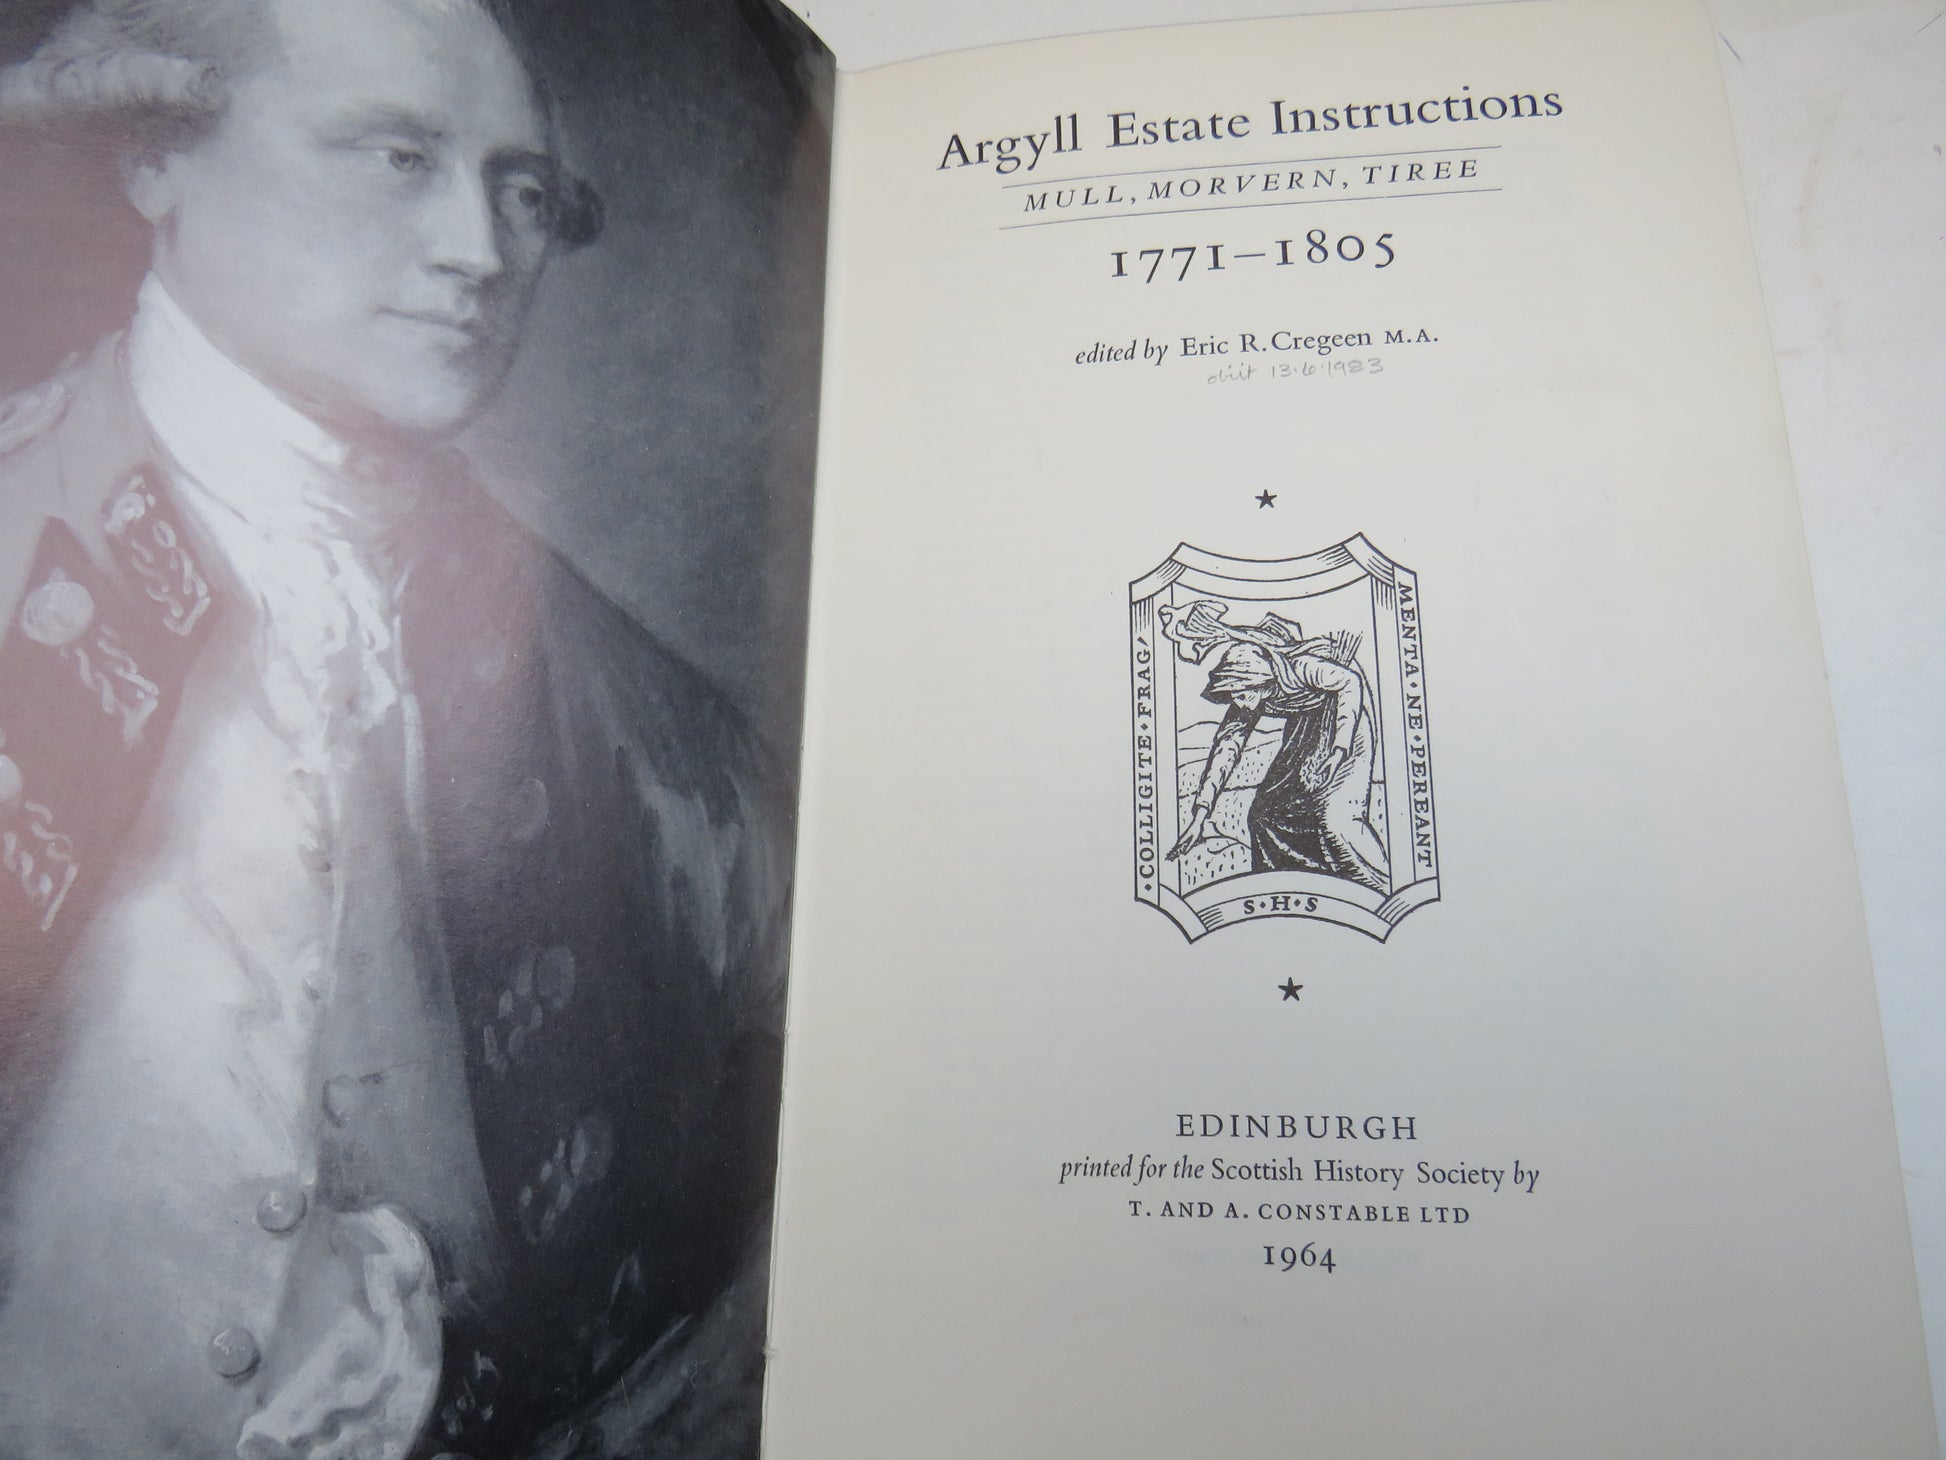 Argyll Estate Instructions
MULL, MORVERN, TIREE
1771–1805
edited by Eric R. Cregeen M.A.
obiit 13.6.1983
·COLLIGITE·FRAG'
MENTA·NE·PEREANT
S·H·S
EDINBURGH
printed for the Scottish History Society by
T. AND A. CONSTABLE LTD
1964